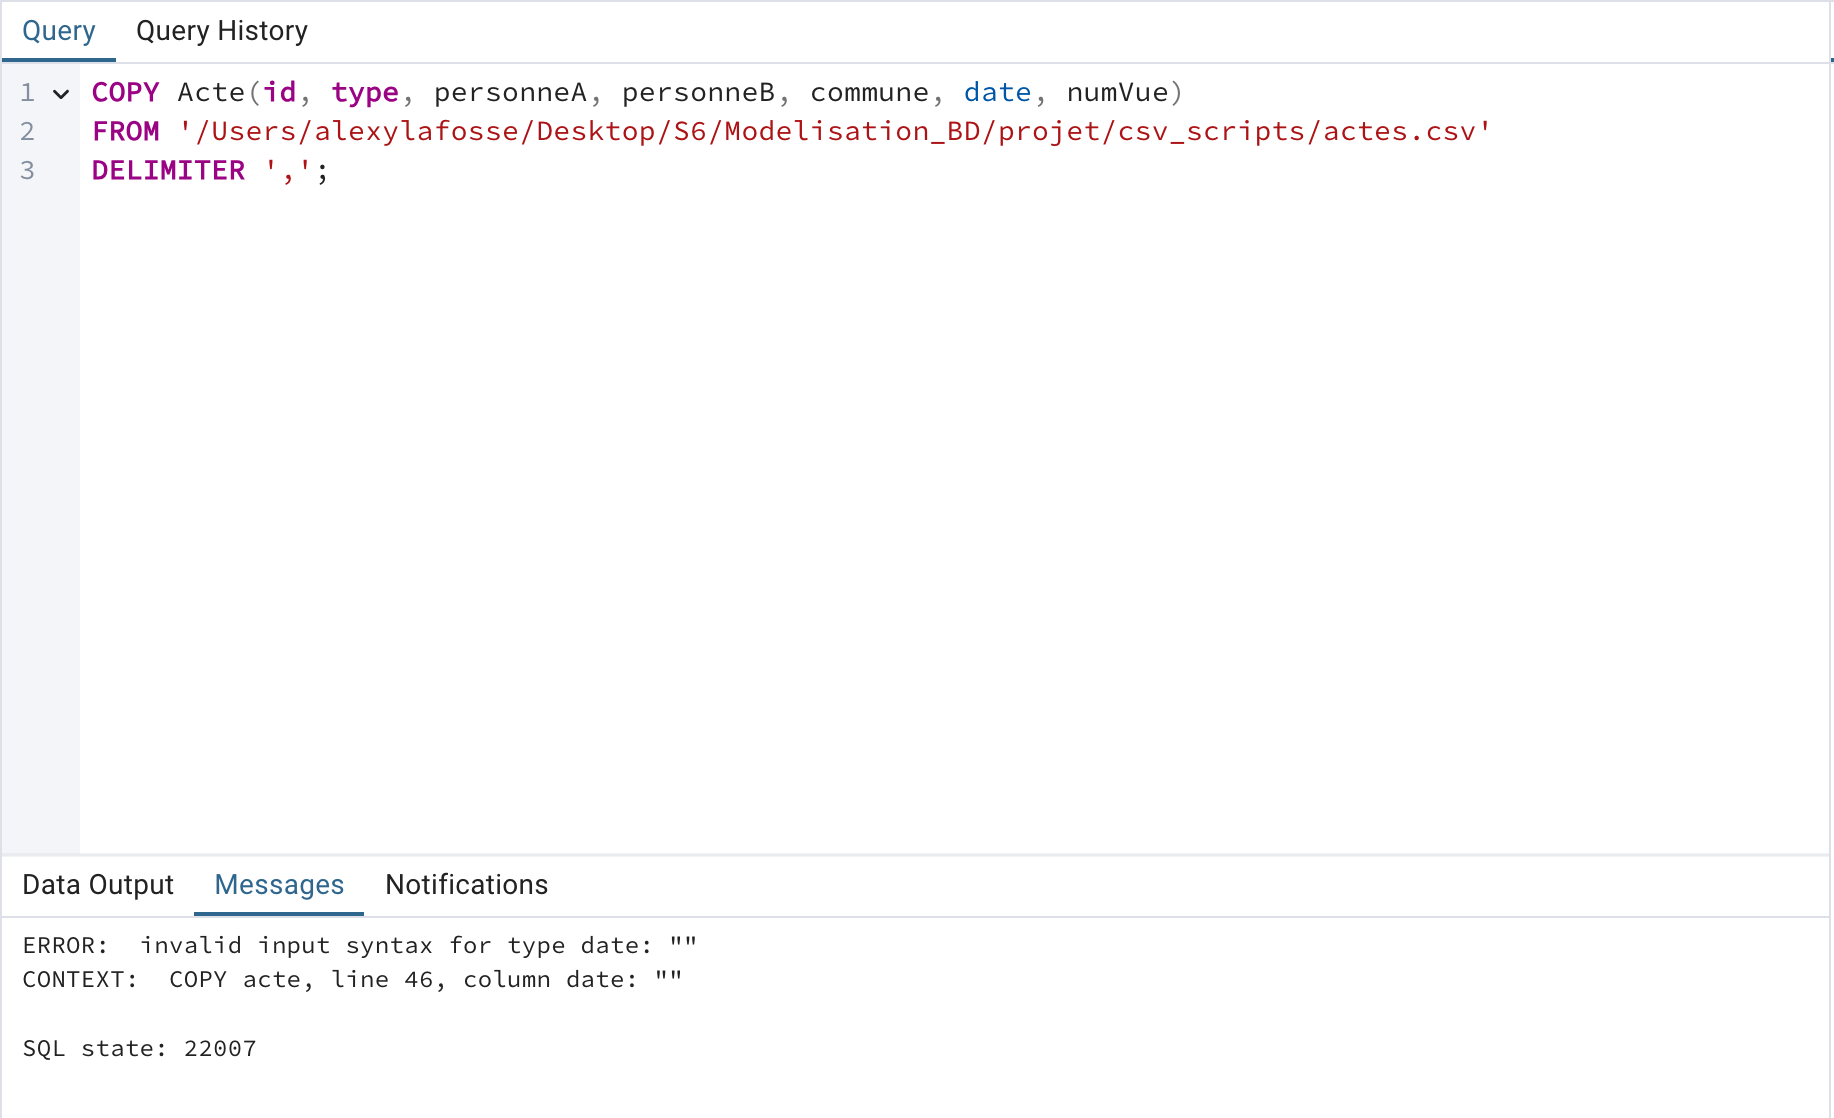 Query Query History
1 COPY Acte(id, type, personneA, personneB, commune, date, numVue)
2 FROM '/Users/alexylafosse/Desktop/S6/Modelisation_BD/projet/csv_scripts/actes.csv'
3 DELIMITER ',';
Data Output Messages Notifications
ERROR:  invalid input syntax for type date: ""
CONTEXT:  COPY acte, line 46, column date: ""
SQL state: 22007